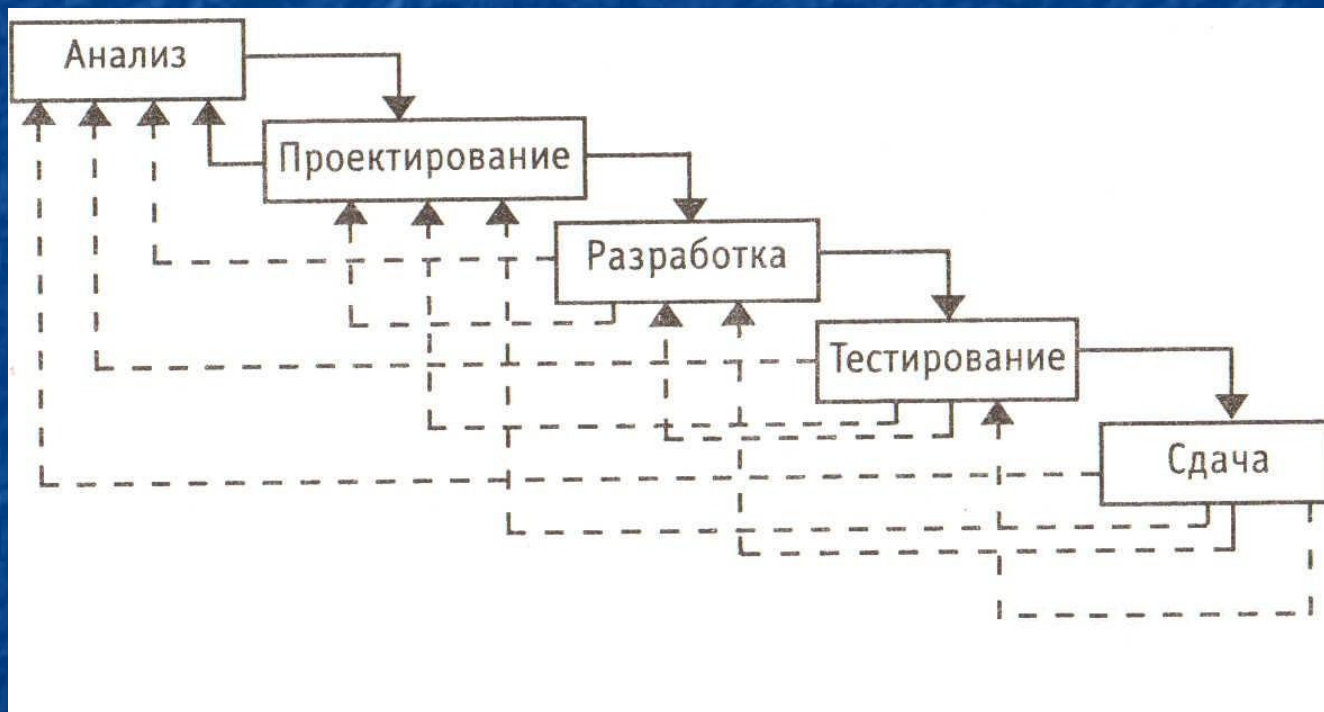 Анализ
Проектирование
Разработка
Тестирование
Сдача